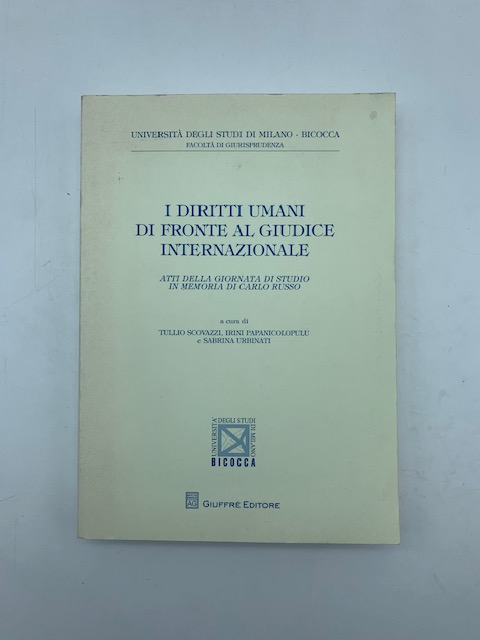 UNIVERSITÀ DEGLI STUDI DI MILANO - BICOCCA
FACOLTÀ DI GIURISPRUDENZA
I DIRITTI UMANI
DI FRONTE AL GIUDICE
INTERNAZIONALE
ATTI DELLA GIORNATA DI STUDIO
IN MEMORIA DI CARLO RUSSO
a cura di
TULLIO SCOVAZZI, IRINI PAPANICOLOPULU
e SABRINA URBINATI
UNIVERSITA'
DEGLI STUDI
DI MILANO
BICOCCA
AG
GIUFFRÈ EDITORE